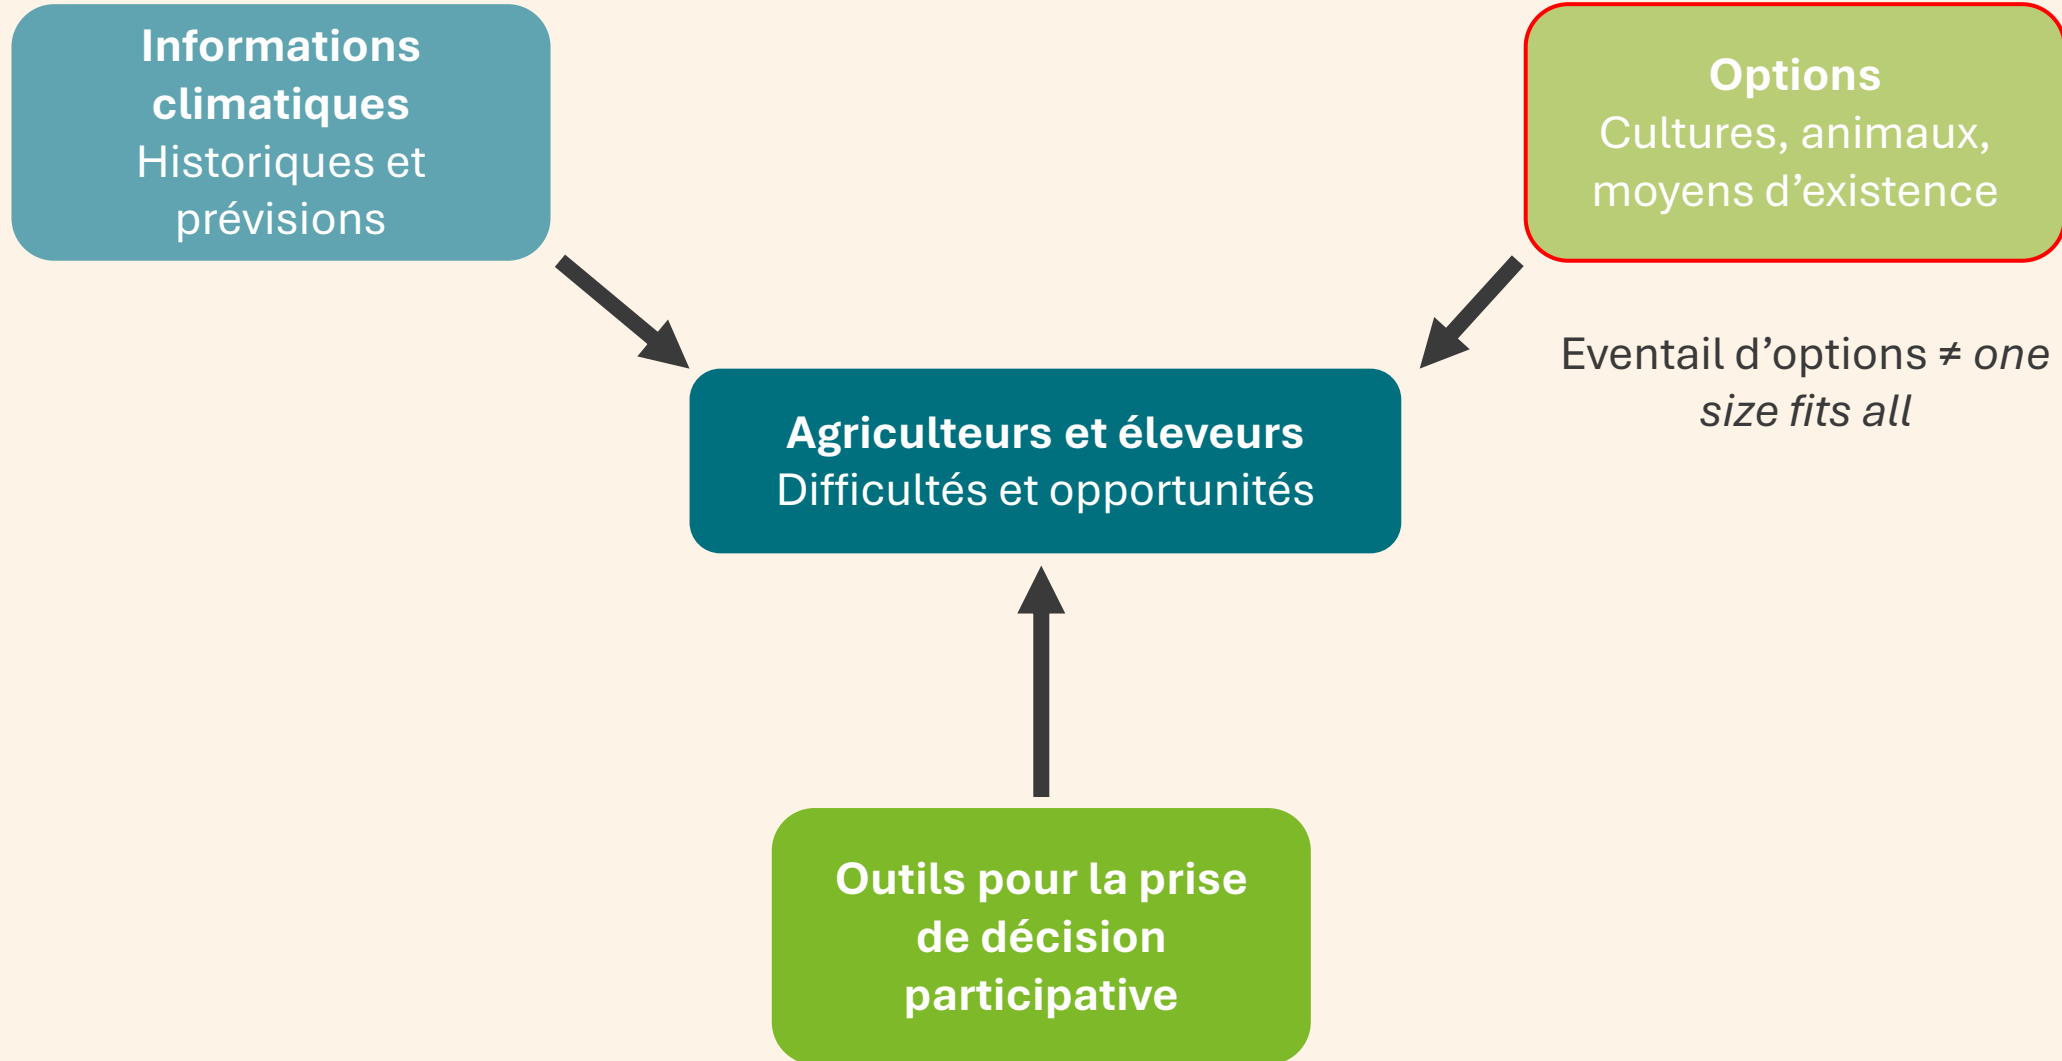 Informations
climatiques
Historiques et
prévisions
Options
Cultures, animaux,
moyens d’existence
Eventail d’options ≠ one
size fits all
Agriculteurs et éleveurs
Difficultés et opportunités
Outils pour la prise
de décision
participative